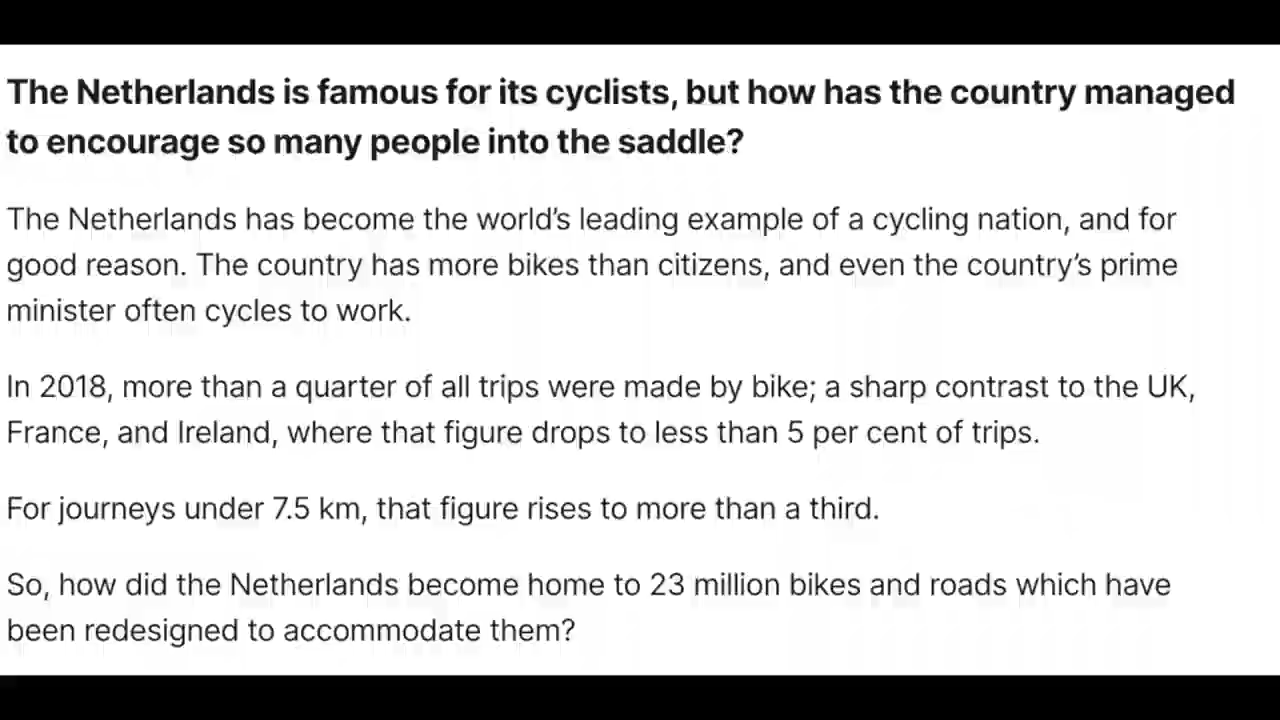 The Netherlands is famous for its cyclists, but how has the country managed
to encourage so many people into the saddle?
The Netherlands has become the world's leading example of a cycling nation, and for
good reason. The country has more bikes than citizens, and even the country's prime
minister often cycles to work.
In 2018, more than a quarter of all trips were made by bike; a sharp contrast to the UK,
France, and Ireland, where that figure drops to less than 5 per cent of trips.
For journeys under 7.5 km, that figure rises to more than a third.
So, how did the Netherlands become home to 23 million bikes and roads which have
been redesigned to accommodate them?